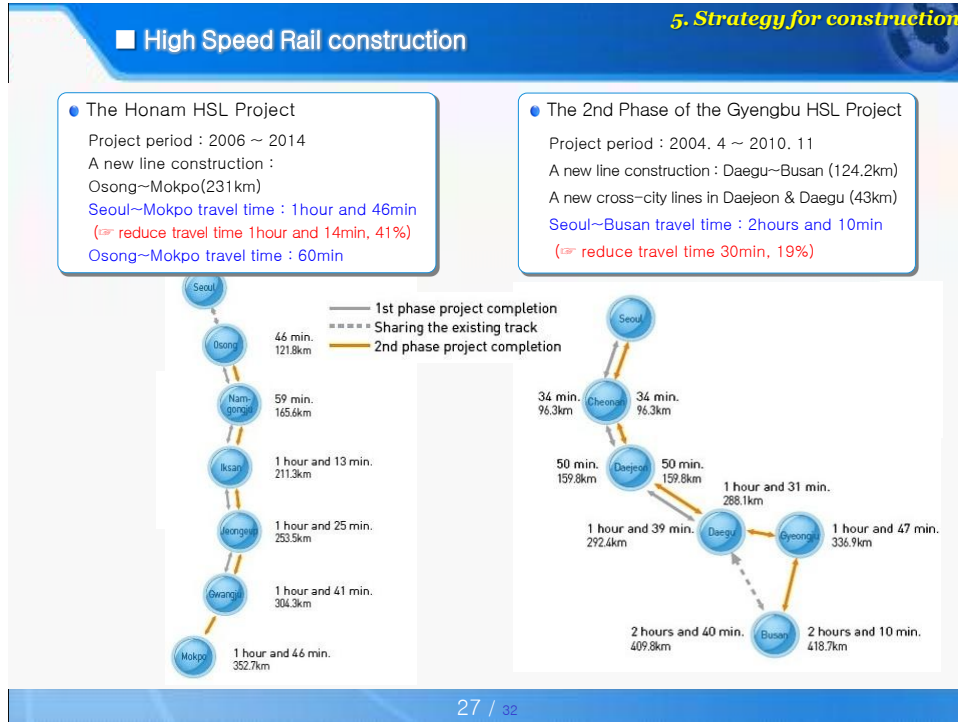 5. Strategy for construction
■ High Speed Rail construction
The Honam HSL Project
Project period : 2006 ~ 2014
A new line construction :
Osong~Mokpo(231km)
Seoul~Mokpo travel time : 1hour and 46min
(☞ reduce travel time 1hour and 14min, 41%)
Osong~Mokpo travel time : 60min
The 2nd Phase of the Gyengbu HSL Project
Project period : 2004. 4 ~ 2010. 11
A new line construction : Daegu~Busan (124.2km)
A new cross-city lines in Daejeon & Daegu (43km)
Seoul~Busan travel time : 2hours and 10min
(☞ reduce travel time 30min, 19%)
1st phase project completion
Sharing the existing track
2nd phase project completion
Seoul
Osong
46 min.
121.8km
Nam-
gongju
59 min.
165.6km
Iksan
1 hour and 13 min.
211.3km
Jeongeup
1 hour and 25 min.
253.5km
Gwangju
1 hour and 41 min.
304.3km
Mokpo
1 hour and 46 min.
352.7km
Seoul
34 min.
96.3km
Cheonan
34 min.
96.3km
50 min.
159.8km
Daejeon
50 min.
159.8km
1 hour and 31 min.
288.1km
1 hour and 39 min.
292.4km
Daegu
Gyeongju
1 hour and 47 min.
336.9km
2 hours and 40 min.
409.8km
Busan
2 hours and 10 min.
418.7km
27 / 32